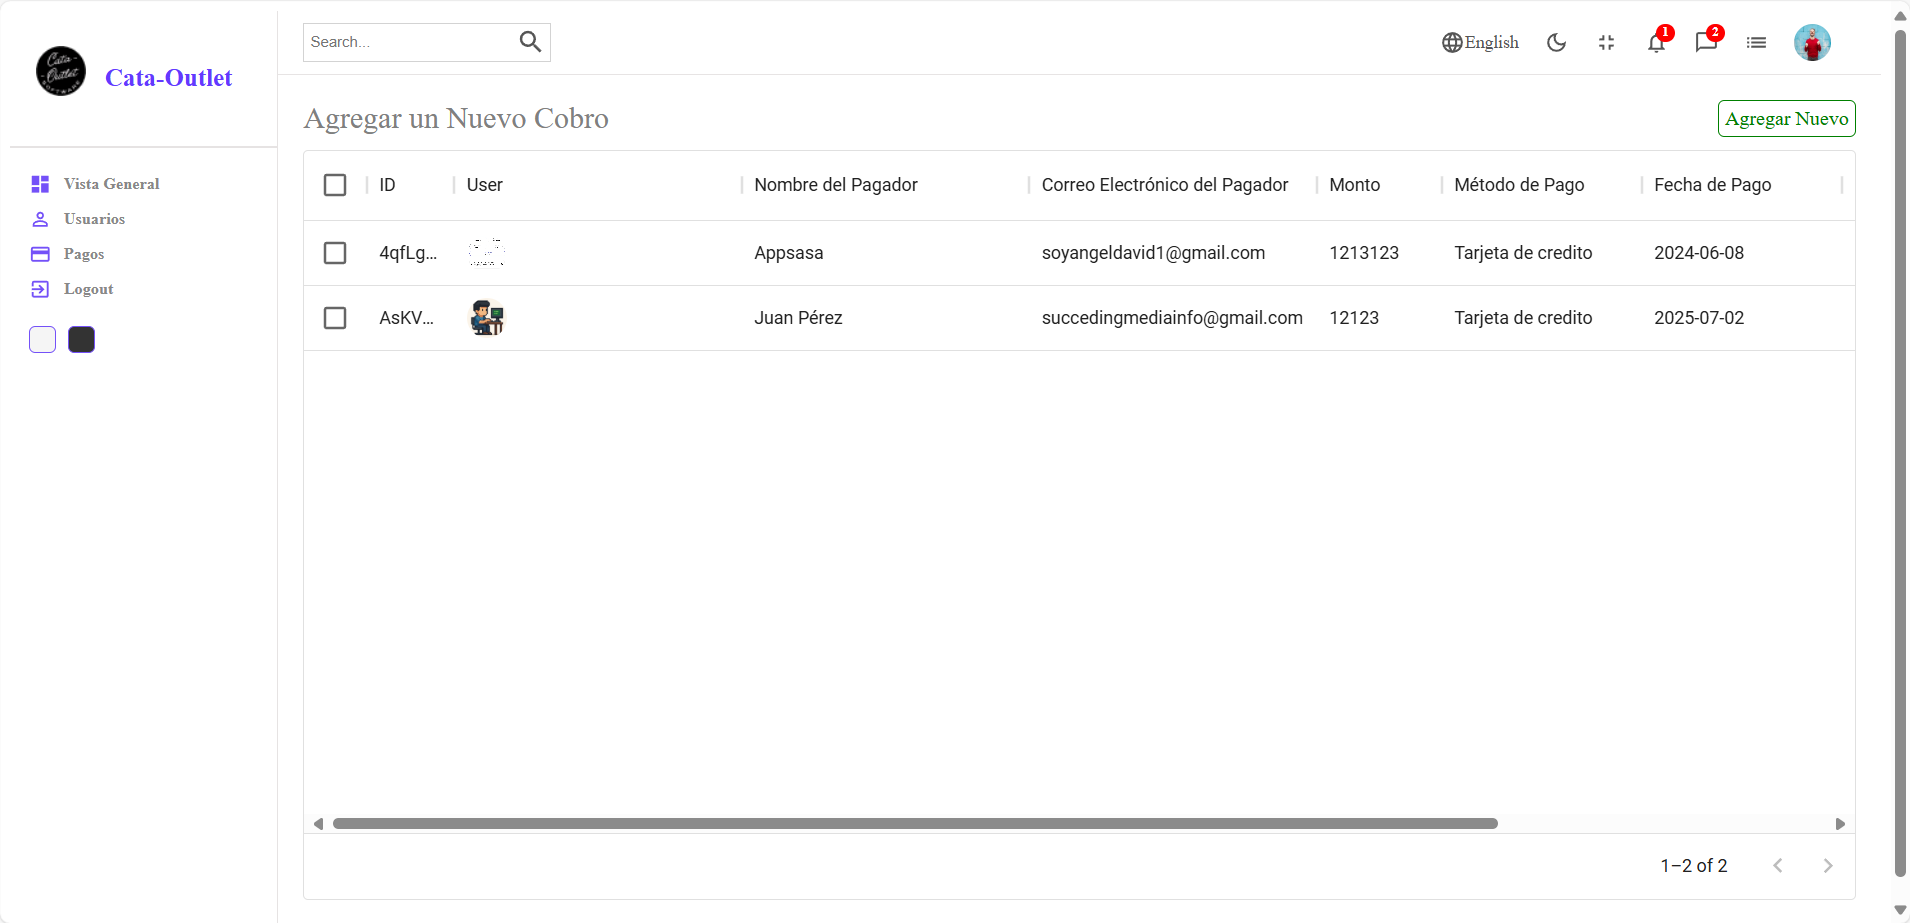 Cata-Outlet
SOFTWARE
Cata-Outlet
Search...
English
1
2
Vista General
Usuarios
Pagos
Logout
Agregar un Nuevo Cobro
Agregar Nuevo
ID User Nombre del Pagador Correo Electrónico del Pagador Monto Método de Pago Fecha de Pago
4qfLg... Appsasa soyangeldavid1@gmail.com 1213123 Tarjeta de credito 2024-06-08
AsKV... Juan Pérez succedingmediainfo@gmail.com 12123 Tarjeta de credito 2025-07-02
1–2 of 2